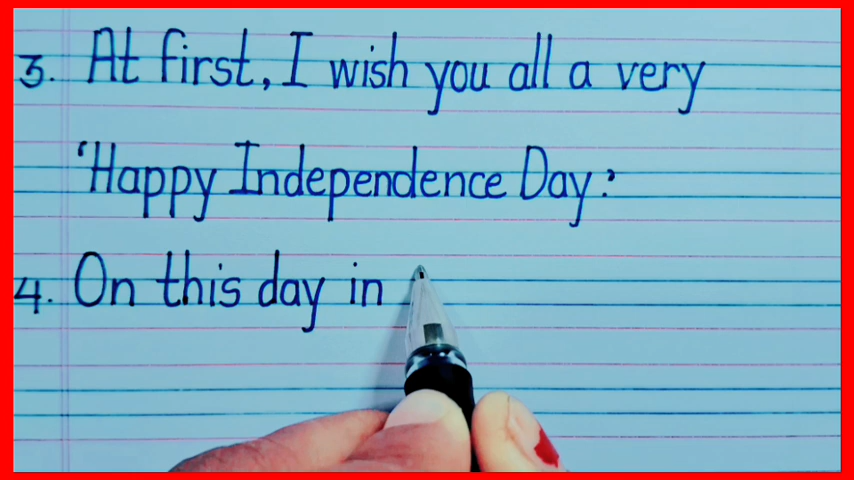 3. At first, I wish you all a very
'Happy Independence Day.'
4. On this day in